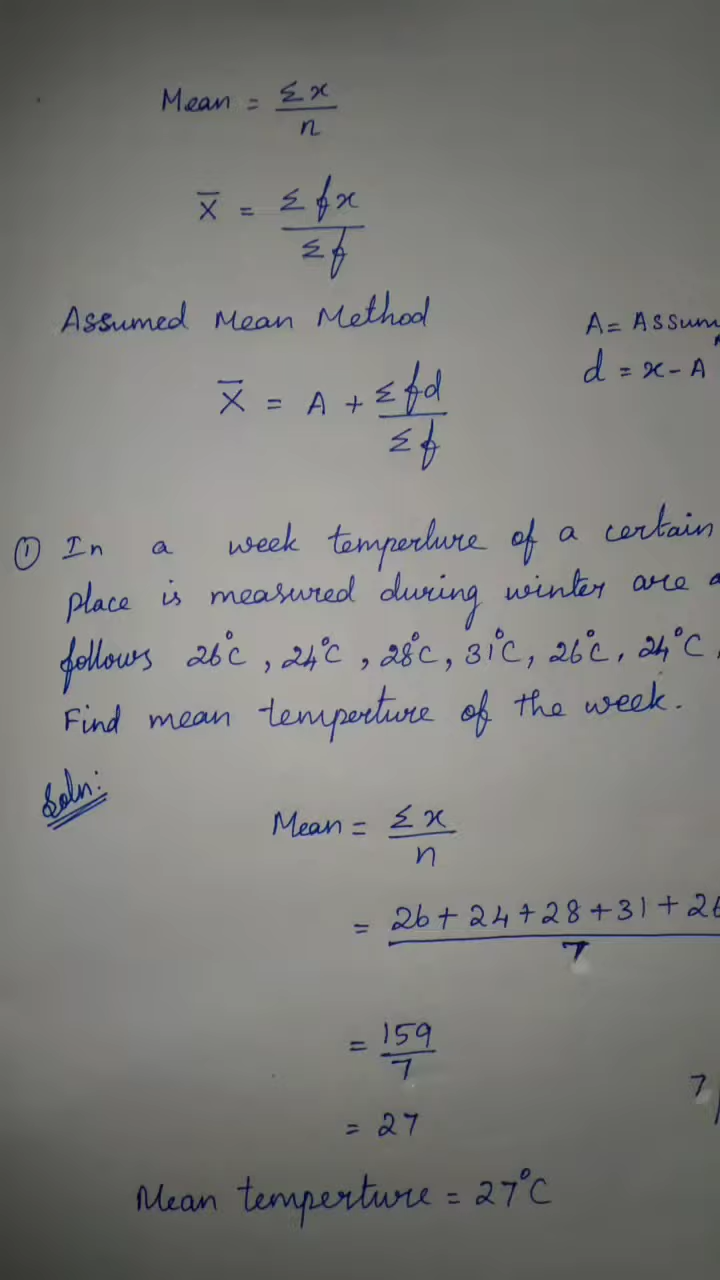 Mean = Σx/n
X̄ = Σfx/Σf
Assumed Mean Method
A = Assum
d = x - A
X̄ = A + Σfd/Σf
① In a week temperture of a certain
place is measured during winter are a
follows 26°C, 24°C, 28°C, 31°C, 26°C, 24°C,
Find mean temperture of the week.
Soln:
Mean = Σx/n
= 26 + 24 + 28 + 31 + 26/7
= 159/7
7
= 27
Mean temperture = 27°C